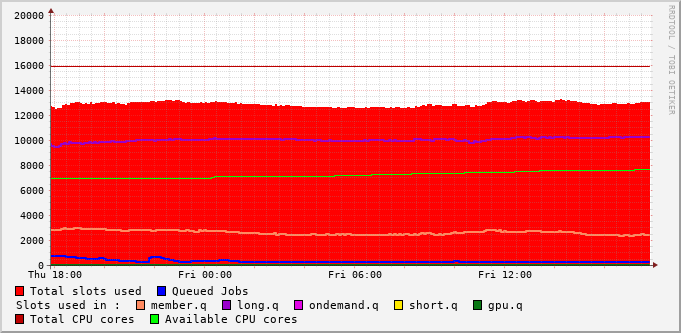 20000
18000
16000
14000
12000
10000
8000
6000
4000
2000
0
Thu 18:00 Fri 00:00 Fri 06:00 Fri 12:00
RRDTOOL / TOBI OETIKER
Total slots used Queued Jobs
Slots used in : member.q long.q ondemand.q short.q gpu.q
Total CPU cores Available CPU cores